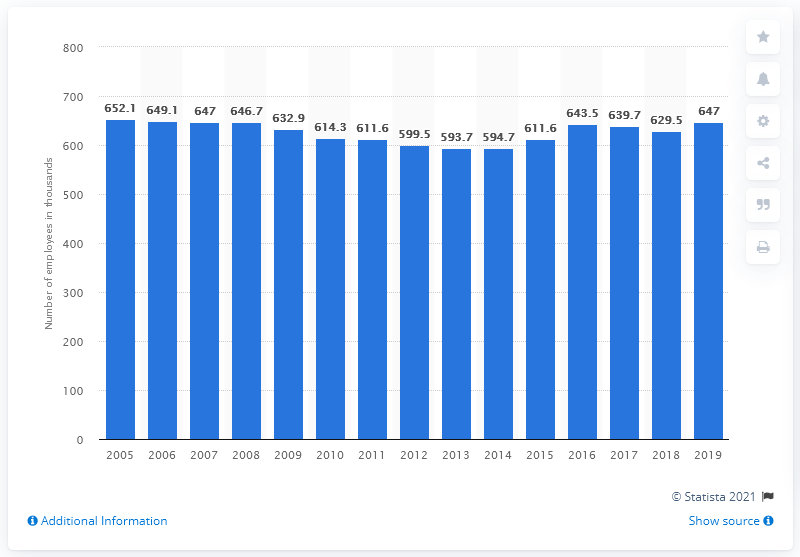 800
700
600
500
400
300
200
100
0
Number of employees in thousands
652.1 649.1 647 646.7 632.9 614.3 611.6 599.5 593.7 594.7 611.6 643.5 639.7 629.5 647
2005 2006 2007 2008 2009 2010 2011 2012 2013 2014 2015 2016 2017 2018 2019
© Statista 2021
Additional Information
Show source